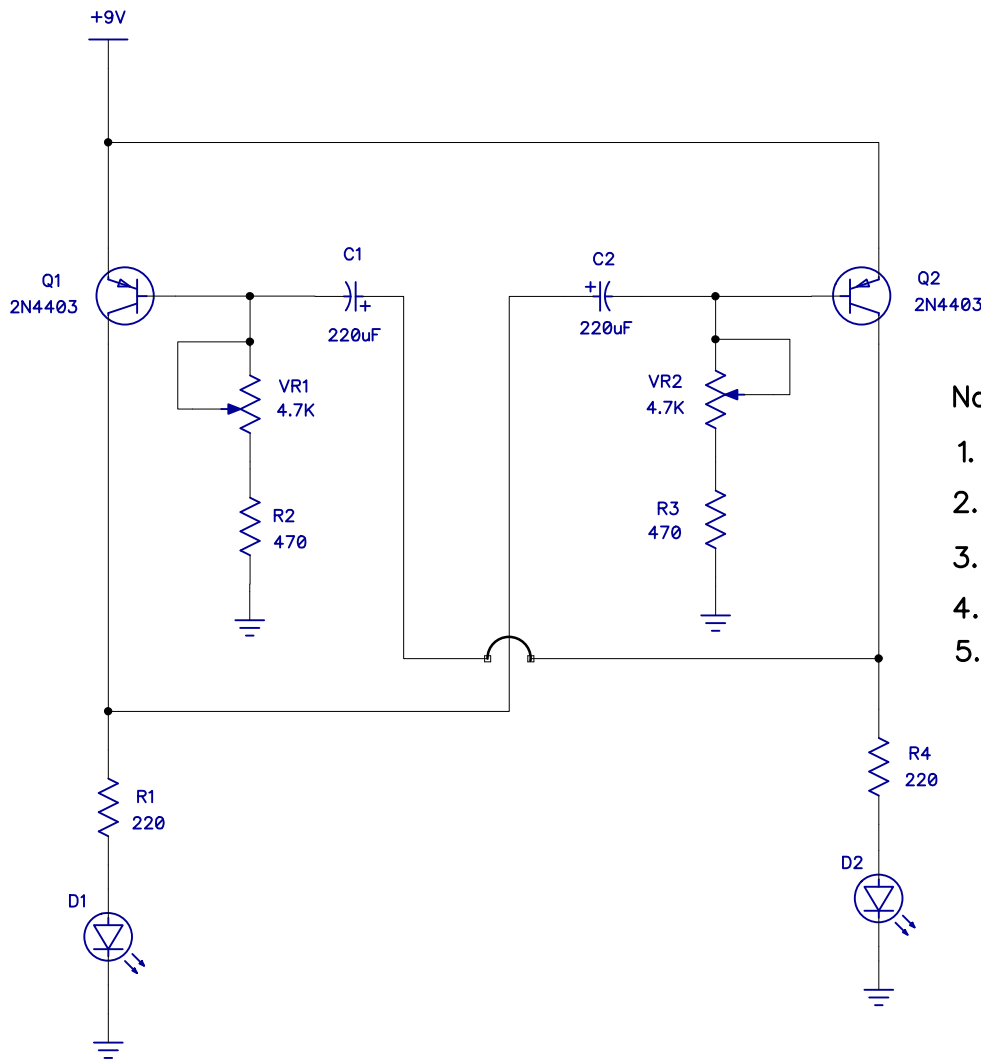 +9V
Q1
2N4403
C1
+
220uF
C2
+
220uF
Q2
2N4403
VR1
4.7K
VR2
4.7K
R2
470
R3
470
1.
2.
3.
4.
5.
R1
220
R4
220
D1
D2